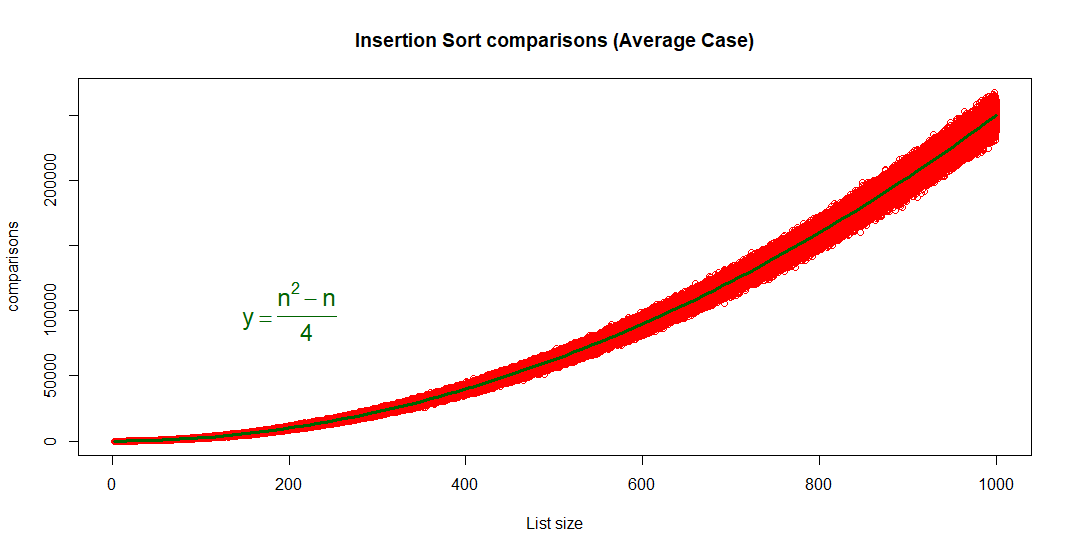 Insertion Sort comparisons (Average Case)
comparisons
200000
100000
50000
0
y = n² − n / 4
0 200 400 600 800 1000
List size